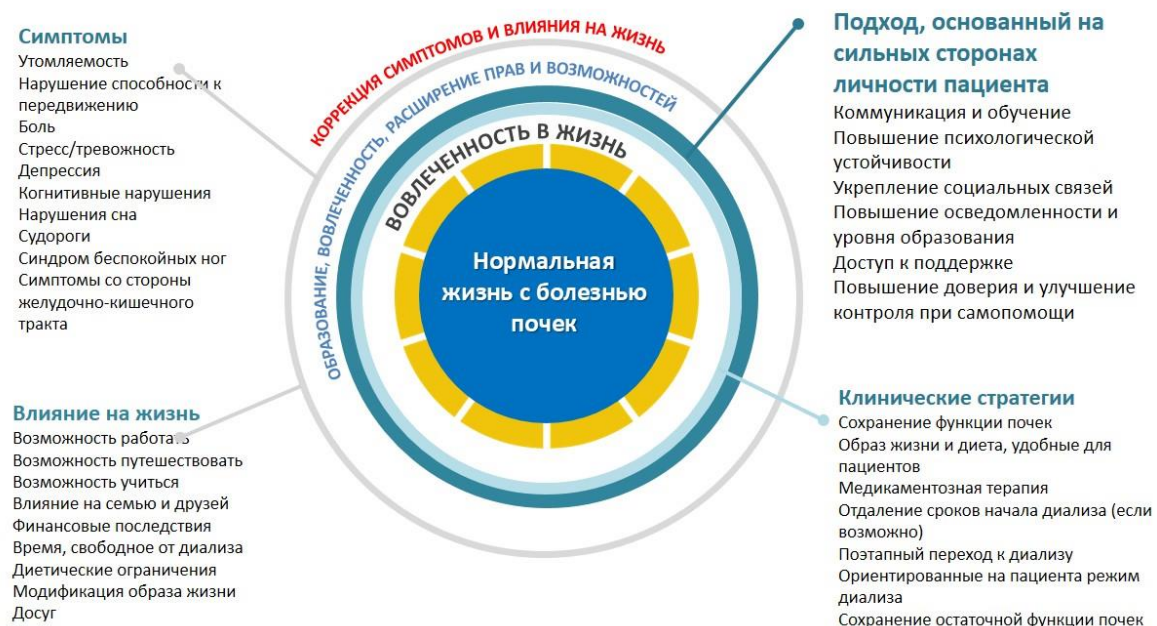 Симптомы
Утомляемость
Нарушение способности к
передвижению
Боль
Стресс/тревожность
Депрессия
Когнитивные нарушения
Нарушения сна
Судороги
Синдром беспокойных ног
Симптомы со стороны
желудочно-кишечного
тракта
Влияние на жизнь
Возможность работать
Возможность путешествовать
Возможность учиться
Влияние на семью и друзей
Финансовые последствия
Время, свободное от диализа
Диетические ограничения
Модификация образа жизни
Досуг
КОРРЕКЦИЯ СИМПТОМОВ И ВЛИЯНИЯ НА ЖИЗНЬ
ОБРАЗОВАНИЕ, ВОВЛЕЧЕННОСТЬ, РАСШИРЕНИЕ ПРАВ И ВОЗМОЖНОСТЕЙ
ВОВЛЕЧЕННОСТЬ В ЖИЗНЬ
Нормальная
жизнь с болезнью
почек
Подход, основанный на
сильных сторонах
личности пациента
Коммуникация и обучение
Повышение психологической
устойчивости
Укрепление социальных связей
Повышение осведомленности и
уровня образования
Доступ к поддержке
Повышение доверия и улучшение
контроля при самопомощи
Клинические стратегии
Сохранение функции почек
Образ жизни и диета, удобные для
пациентов
Медикаментозная терапия
Отдаление сроков начала диализа (если
возможно)
Поэтапный переход к диализу
Ориентированные на пациента режим
диализа
Сохранение остаточной функции почек